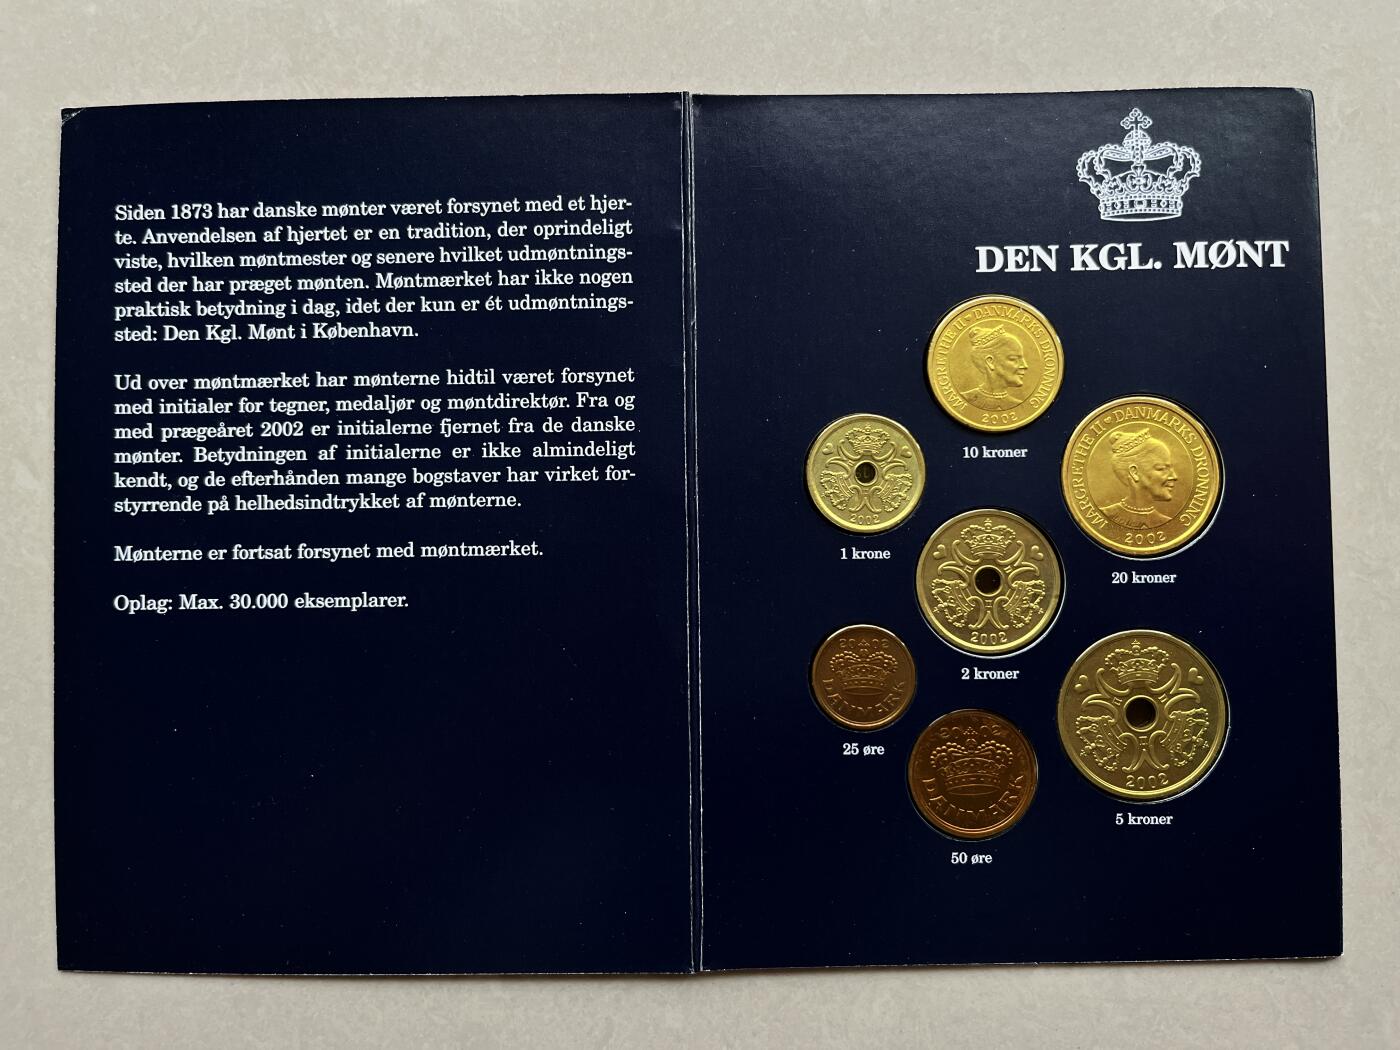 Siden 1873 har danske mønter været forsynet med et hjer-
te. Anvendelsen af hjertet er en tradition, der oprindeligt
viste, hvilken møntmester og senere hvilket udmøntnings-
sted der har præget mønten. Møntmærket har ikke nogen
praktisk betydning i dag, idet der kun er ét udmøntnings-
sted: Den Kgl. Mønt i København.
Ud over møntmærket har mønterne hidtil været forsynet
med initialer for tegner, medaljør og møntdirektør. Fra og
med prægeåret 2002 er initialerne fjernet fra de danske
mønter. Betydningen af initialerne er ikke almindeligt
kendt, og de efterhånden mange bogstaver har virket for-
styrrende på helhedsindtrykket af mønterne.
Mønterne er fortsat forsynet med møntmærket.
Oplag: Max. 30.000 eksemplarer.
DEN KGL. MØNT
MARGRETHE II DANMARKS DRONNING
2002
10 kroner
MARGRETHE II DANMARKS DRONNING
2002
20 kroner
2002
1 krone
2002
2 kroner
2002
DANMARK
25 øre
2002
5 kroner
2002
DANMARK
50 øre